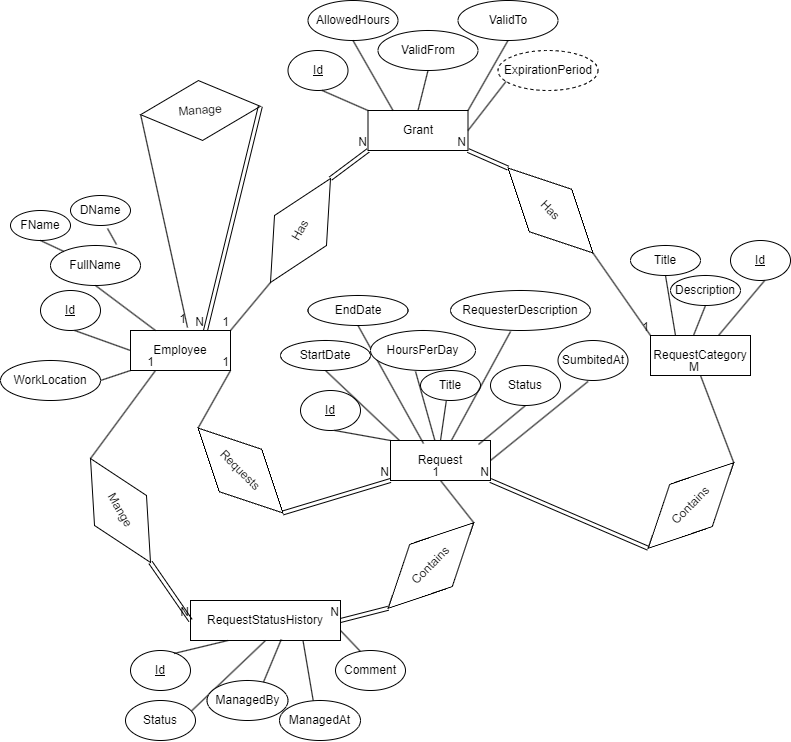 AllowedHours
ValidTo
ValidFrom
Id
ExpirationPeriod
Manage
Grant
N
N
DName
FName
Has
Has
FullName
Title
Id
Description
Id
EndDate
RequesterDescription
1
N
1
1
Employee
1
1
StartDate
HoursPerDay
SumbitedAt
RequestCategory
M
WorkLocation
Title
Status
Id
Request
N
1
N
Requests
Mange
Contains
Contains
N
N
RequestStatusHistory
Id
Comment
ManagedBy
Status
ManagedAt